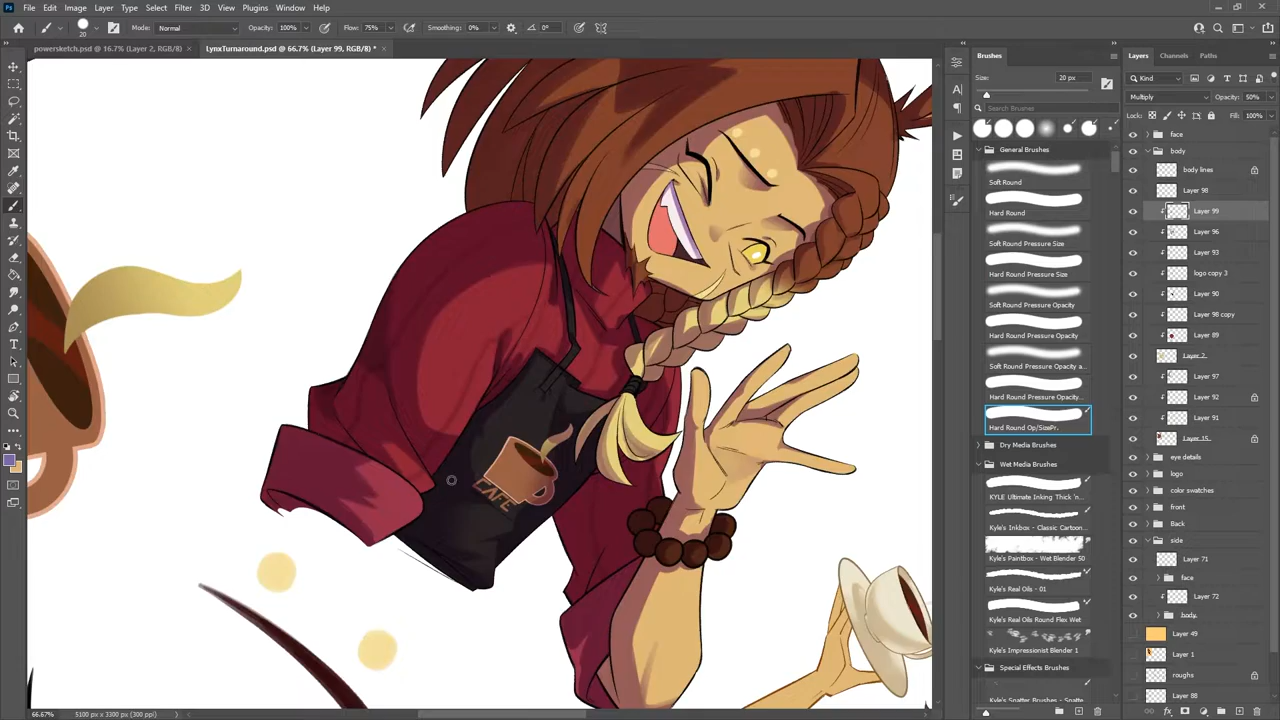 File Edit Image Layer Type Select Filter 3D View Plugins Window Help
20 Mode: Normal Opacity: 100% Flow: 75% Smoothing: 0% 0°
powersketch.psd @ 16.7% (Layer 2, RGB/8) × LynxTurnaround.psd @ 66.7% (Layer 99, RGB/8) * ×
Brushes
Size: 20 px
Search Brushes
General Brushes
Soft Round
Hard Round
Soft Round Pressure Size
Hard Round Pressure Size
Soft Round Pressure Opacity
Hard Round Pressure Opacity
Soft Round Pressure Opacity a...
Hard Round Pressure Opacity...
Hard Round Op/SizePr.
Dry Media Brushes
Wet Media Brushes
KYLE Ultimate Inking Thick 'n...
Kyle's Inkbox - Classic Cartoon...
Kyle's Paintbox - Wet Blender 50
Kyle's Real Oils - 01
Kyle's Real Oils Round Flex Wet
Kyle's Impressionist Blender 1
Special Effects Brushes
Kyle's Spatter Brushes - Spatte...
Layers Channels Paths
Kind
Multiply Opacity: 50%
Lock: Fill: 100%
face
body
body lines
Layer 98
Layer 99
Layer 96
Layer 93
logo copy 3
Layer 90
Layer 98 copy
Layer 89
Layer 2
Layer 97
Layer 92
Layer 91
Layer 15
eye details
logo
color swatches
front
Back
side
Layer 71
face
Layer 72
body
Layer 49
Layer 1
roughs
Layer 88
CAFE
66.67% 5100 px x 3300 px (300 ppi)